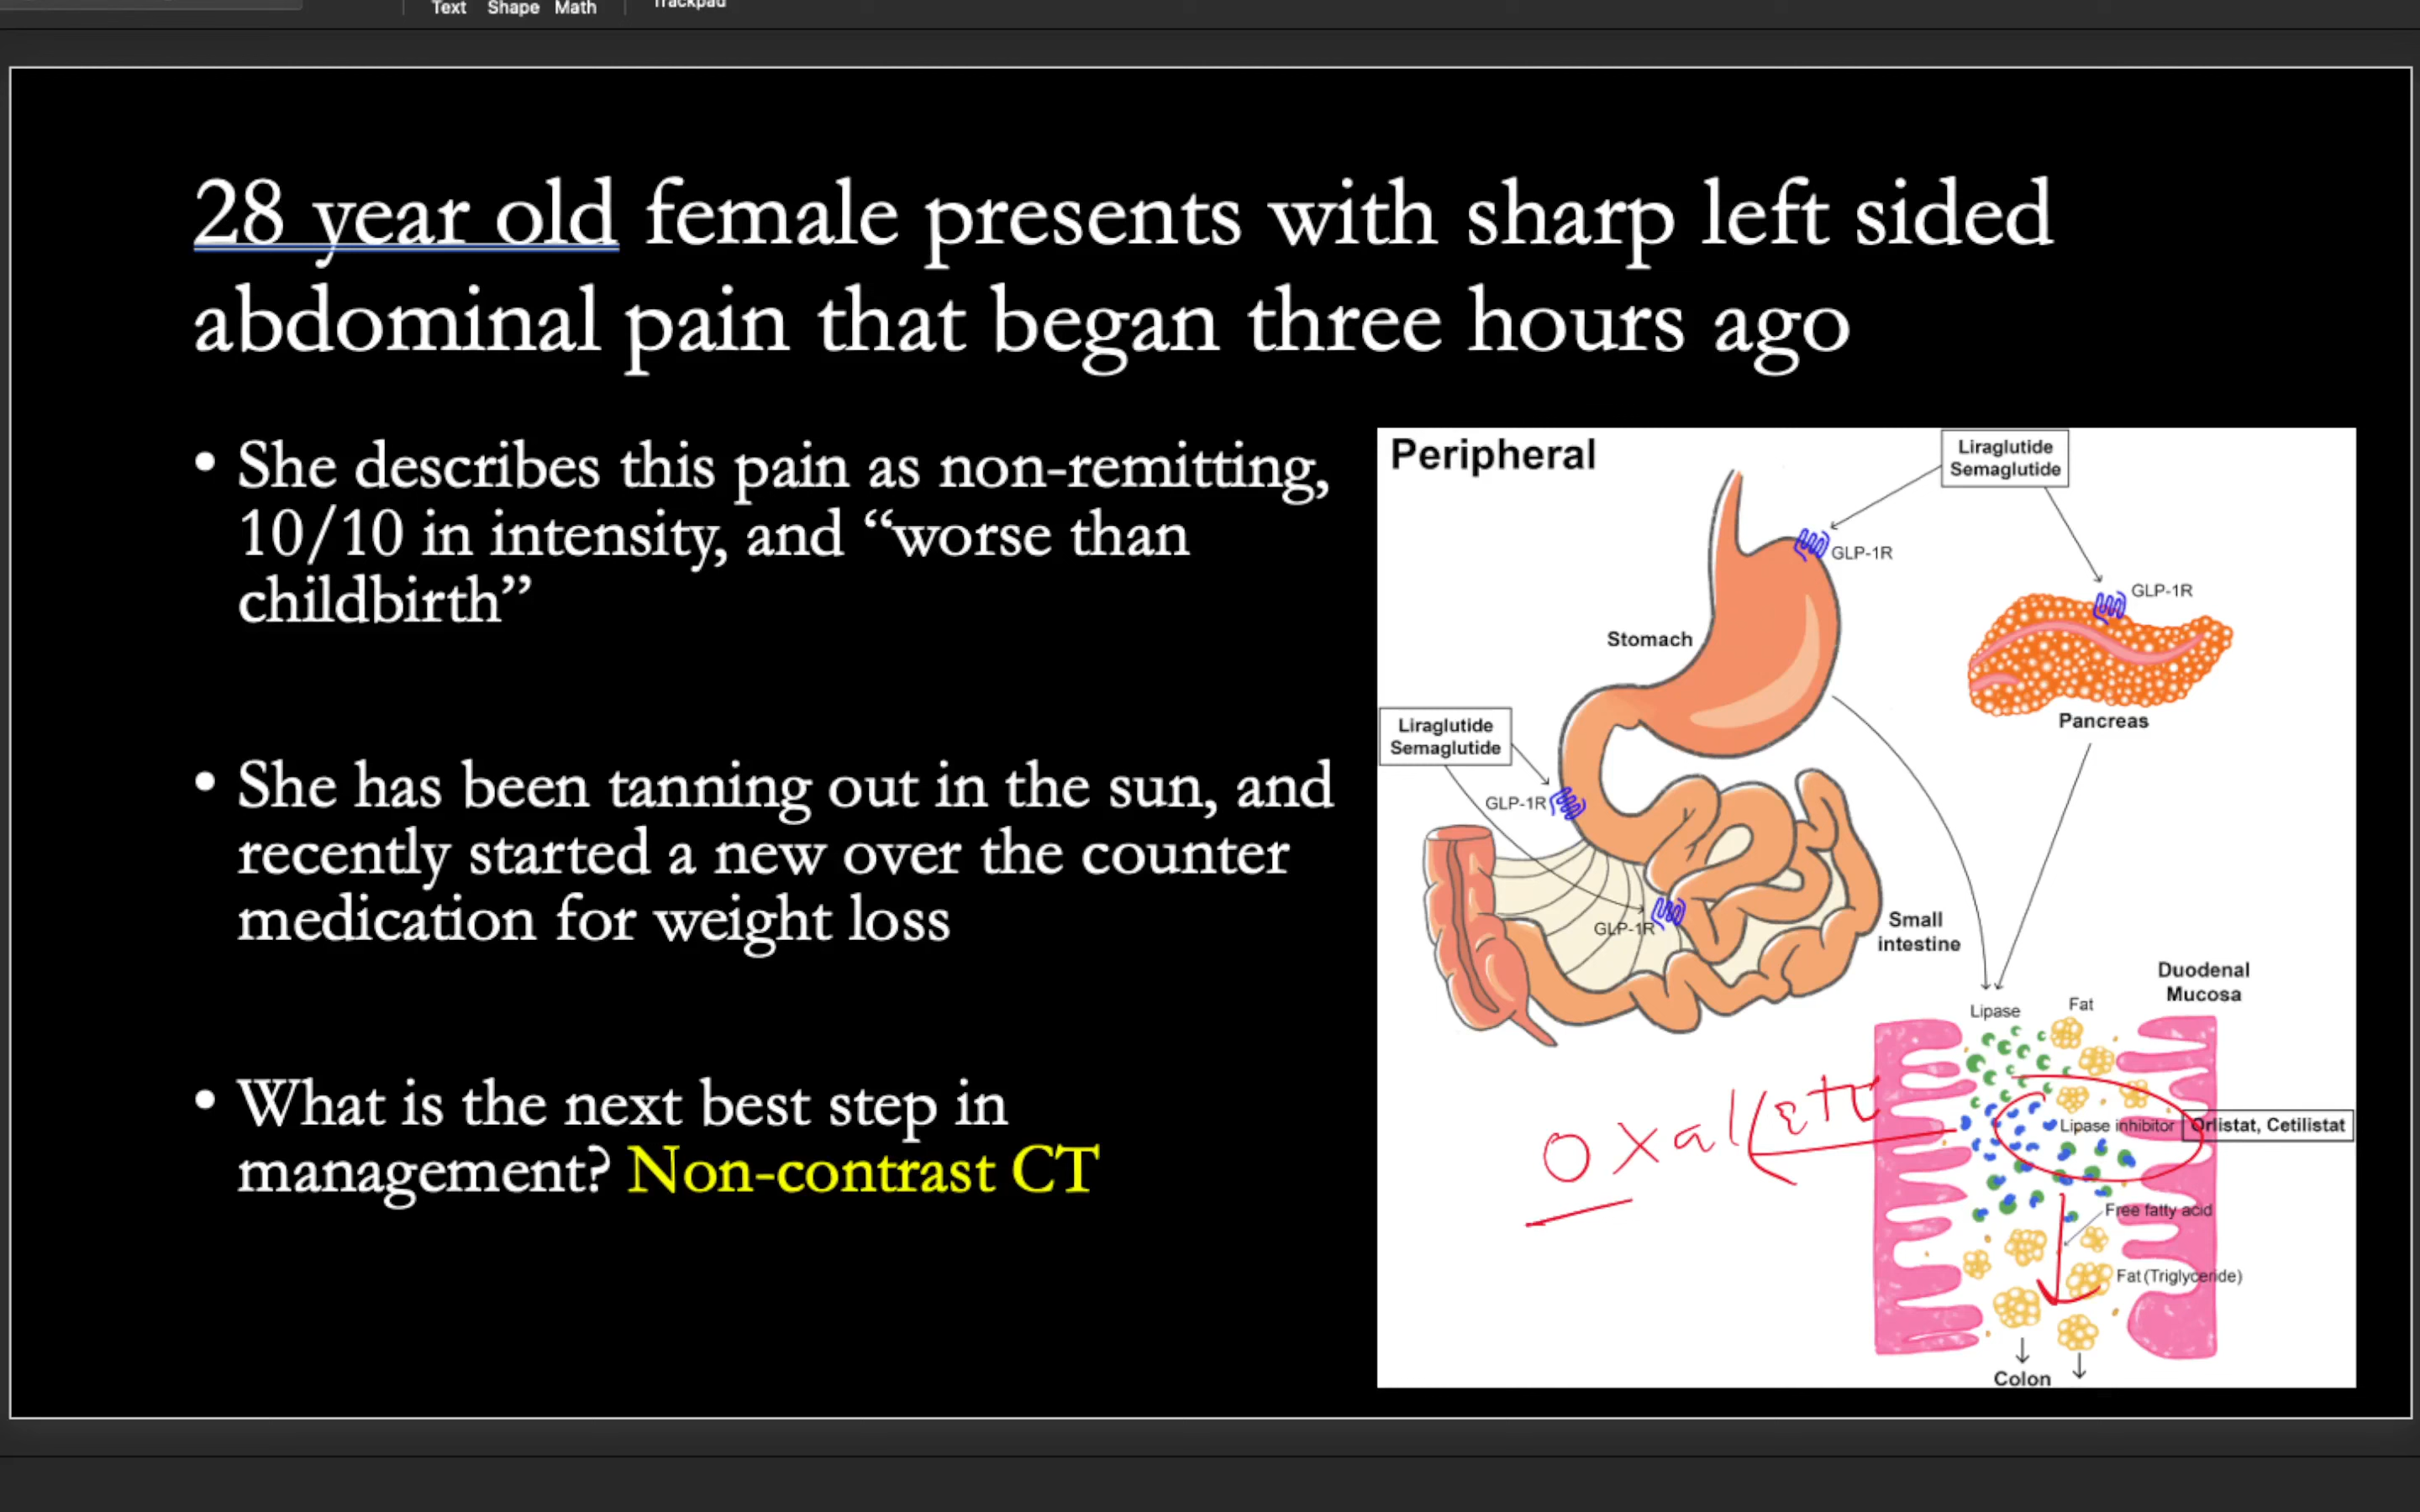 Text Shape Math Trackpad
28 year old female presents with sharp left sided
abdominal pain that began three hours ago
• She describes this pain as non-remitting,
10/10 in intensity, and “worse than
childbirth”
• She has been tanning out in the sun, and
recently started a new over the counter
medication for weight loss
• What is the next best step in
management? Non-contrast CT
Peripheral
Liraglutide
Semaglutide
GLP-1R
GLP-1R
Stomach
Pancreas
Liraglutide
Semaglutide
GLP-1R
GLP-1R
Small
intestine
Duodenal
Mucosa
Lipase
Fat
Lipase inhibitor
Orlistat, Cetilistat
oxalate
Free fatty acid
Fat (Triglyceride)
Colon